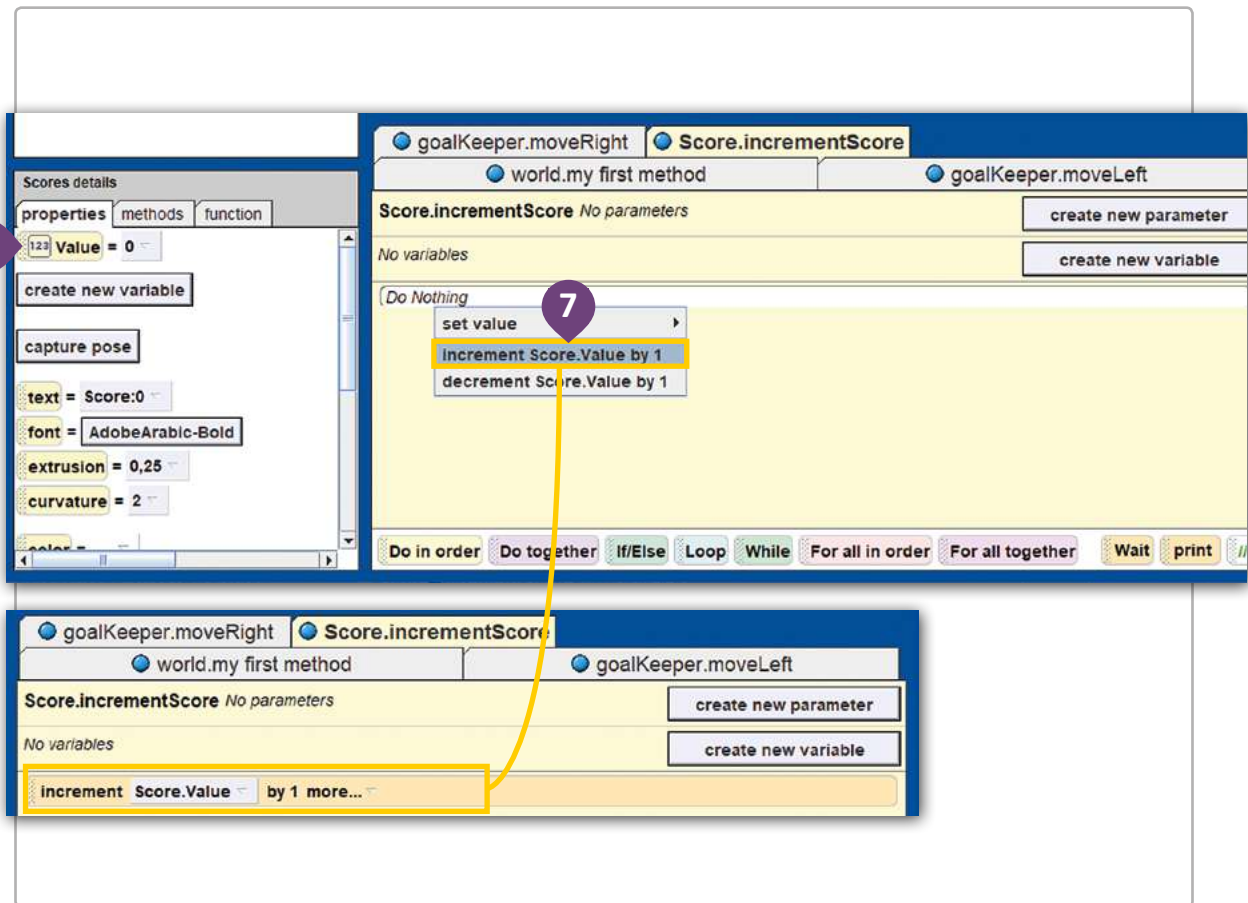 goalKeeper.moveRight Score.incrementScore
world.my first method goalKeeper.moveLeft
Scores details
properties methods function
123 Value = 0
create new variable
capture pose
text = Score:0
font = AdobeArabic-Bold
extrusion = 0,25
curvature = 2
Score.incrementScore No parameters create new parameter
No variables create new variable
Do Nothing
7
set value
increment Score.Value by 1
decrement Score.Value by 1
Do in order Do together If/Else Loop While For all in order For all together Wait print //
goalKeeper.moveRight Score.incrementScore
world.my first method goalKeeper.moveLeft
Score.incrementScore No parameters create new parameter
No variables create new variable
increment Score.Value by 1 more...